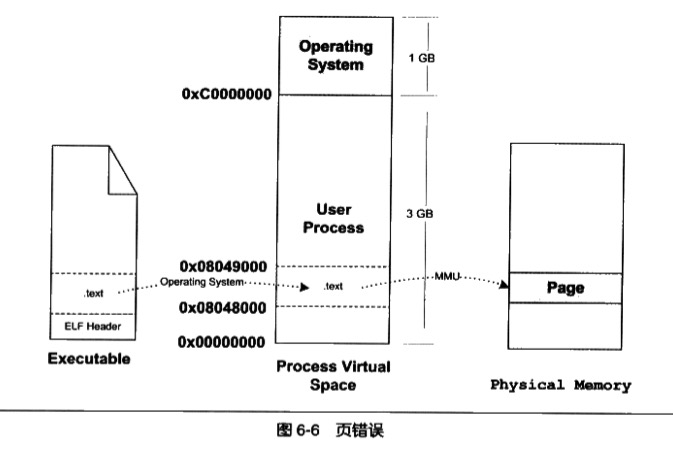 Operating
System
1 GB
0xC0000000
User
Process
3 GB
0x08049000
Operating System
MMU
.text
.text
Page
0x08048000
ELF Header
0x00000000
Executable
Process Virtual
Space
Physical Memory
图 6-6 页错误